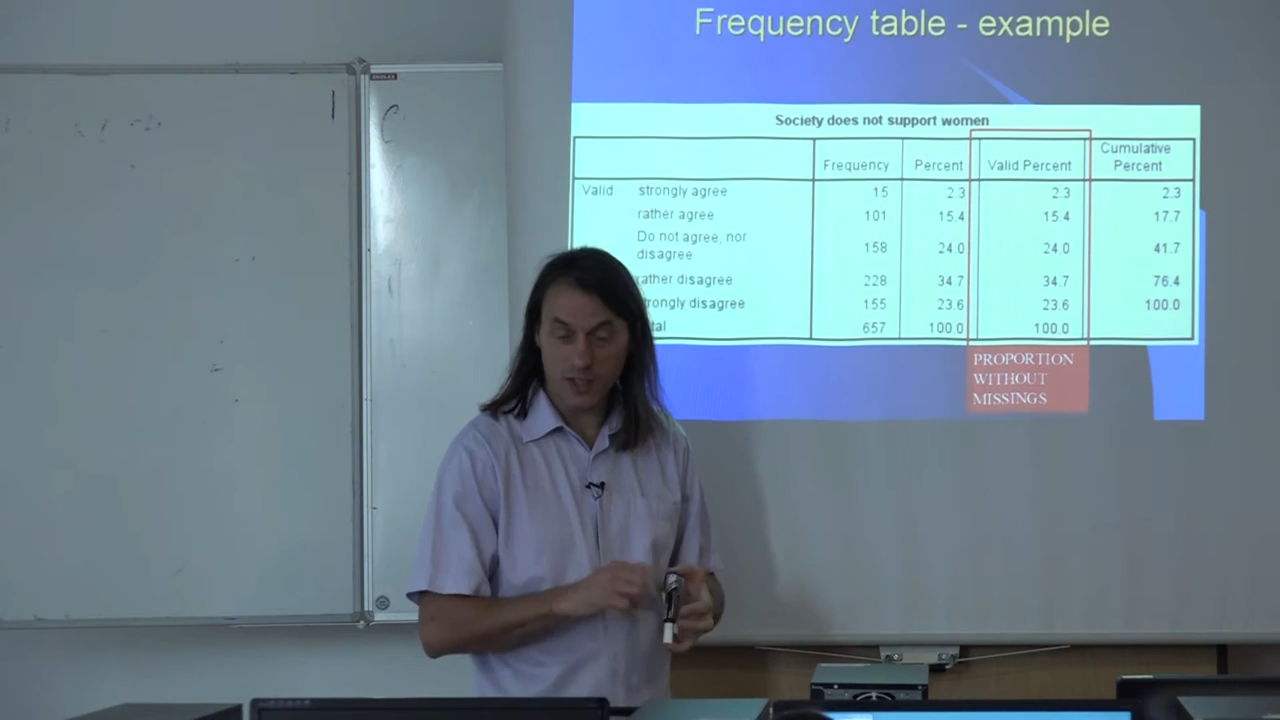 Frequency table - example
Society does not support women
Frequency Percent Valid Percent Cumulative Percent
Valid strongly agree 15 2.3 2.3 2.3
rather agree 101 15.4 15.4 17.7
Do not agree, nor
disagree 158 24.0 24.0 41.7
rather disagree 228 34.7 34.7 76.4
strongly disagree 155 23.6 23.6 100.0
tal 657 100.0 100.0
PROPORTION
WITHOUT
MISSINGS